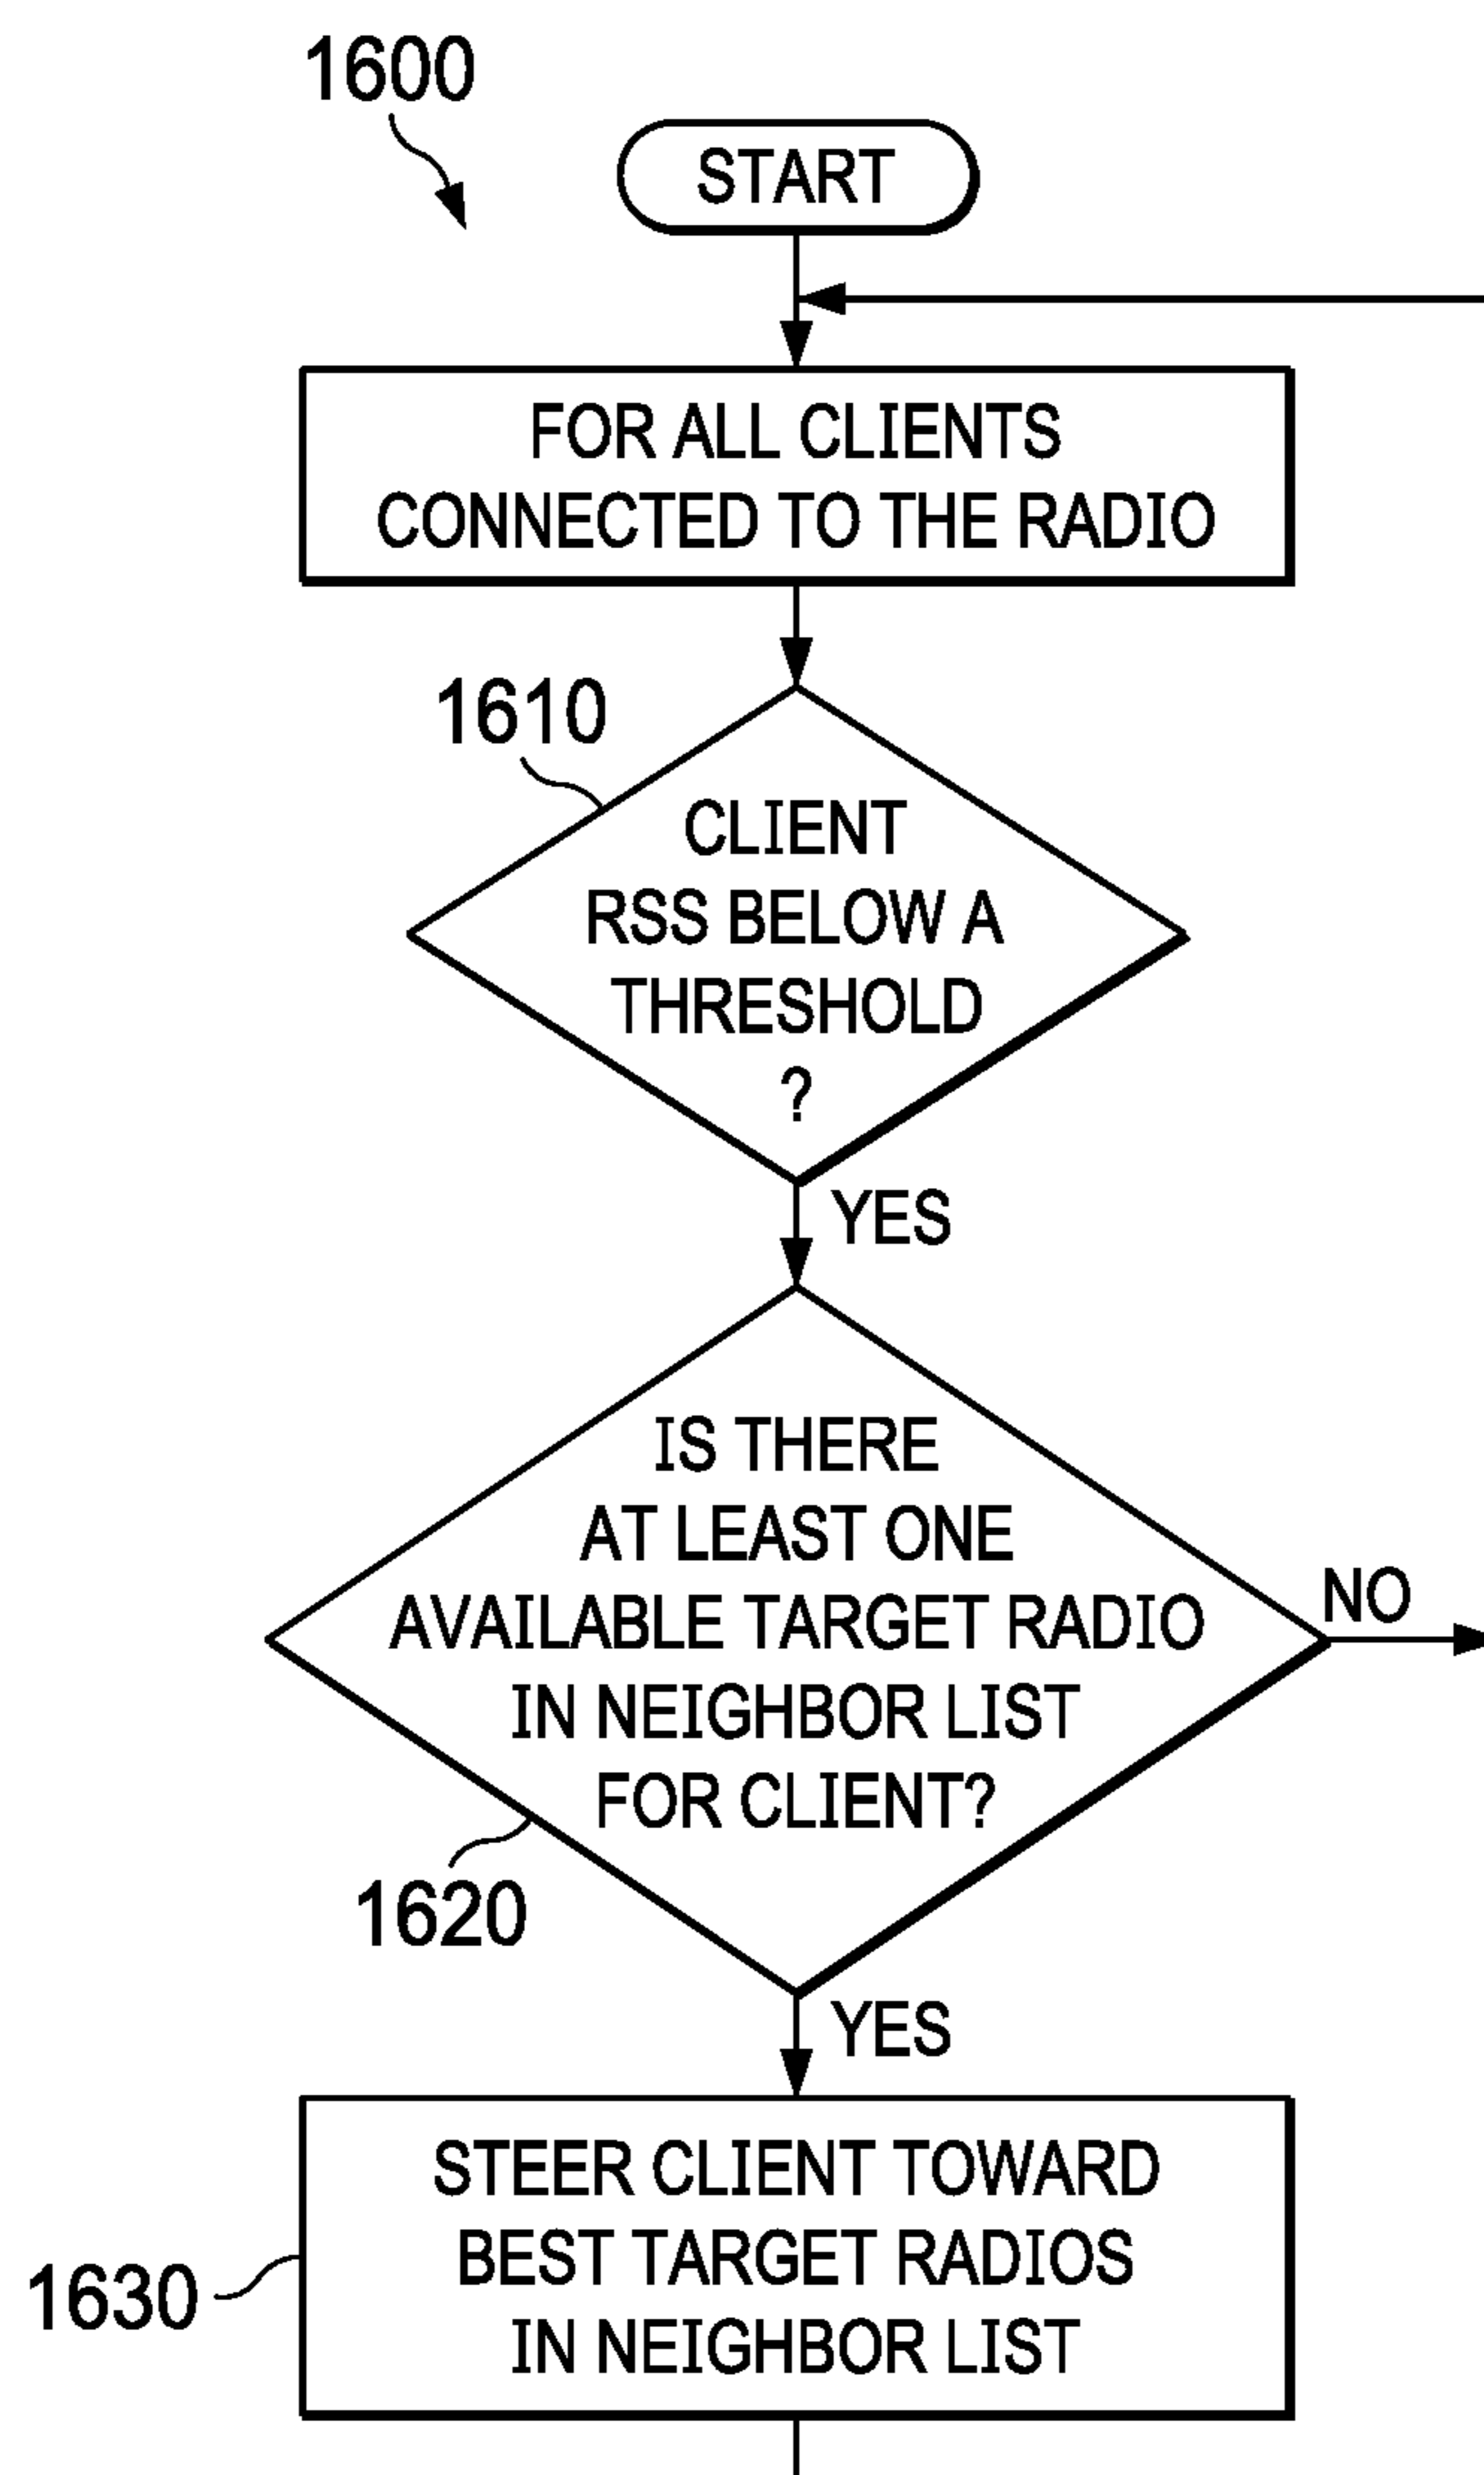 1600
START
FOR ALL CLIENTS
CONNECTED TO THE RADIO
1610
CLIENT
RSS BELOW A
THRESHOLD
?
YES
IS THERE
AT LEAST ONE
AVAILABLE TARGET RADIO
IN NEIGHBOR LIST
FOR CLIENT?
NO
1620
YES
STEER CLIENT TOWARD
BEST TARGET RADIOS
IN NEIGHBOR LIST
1630